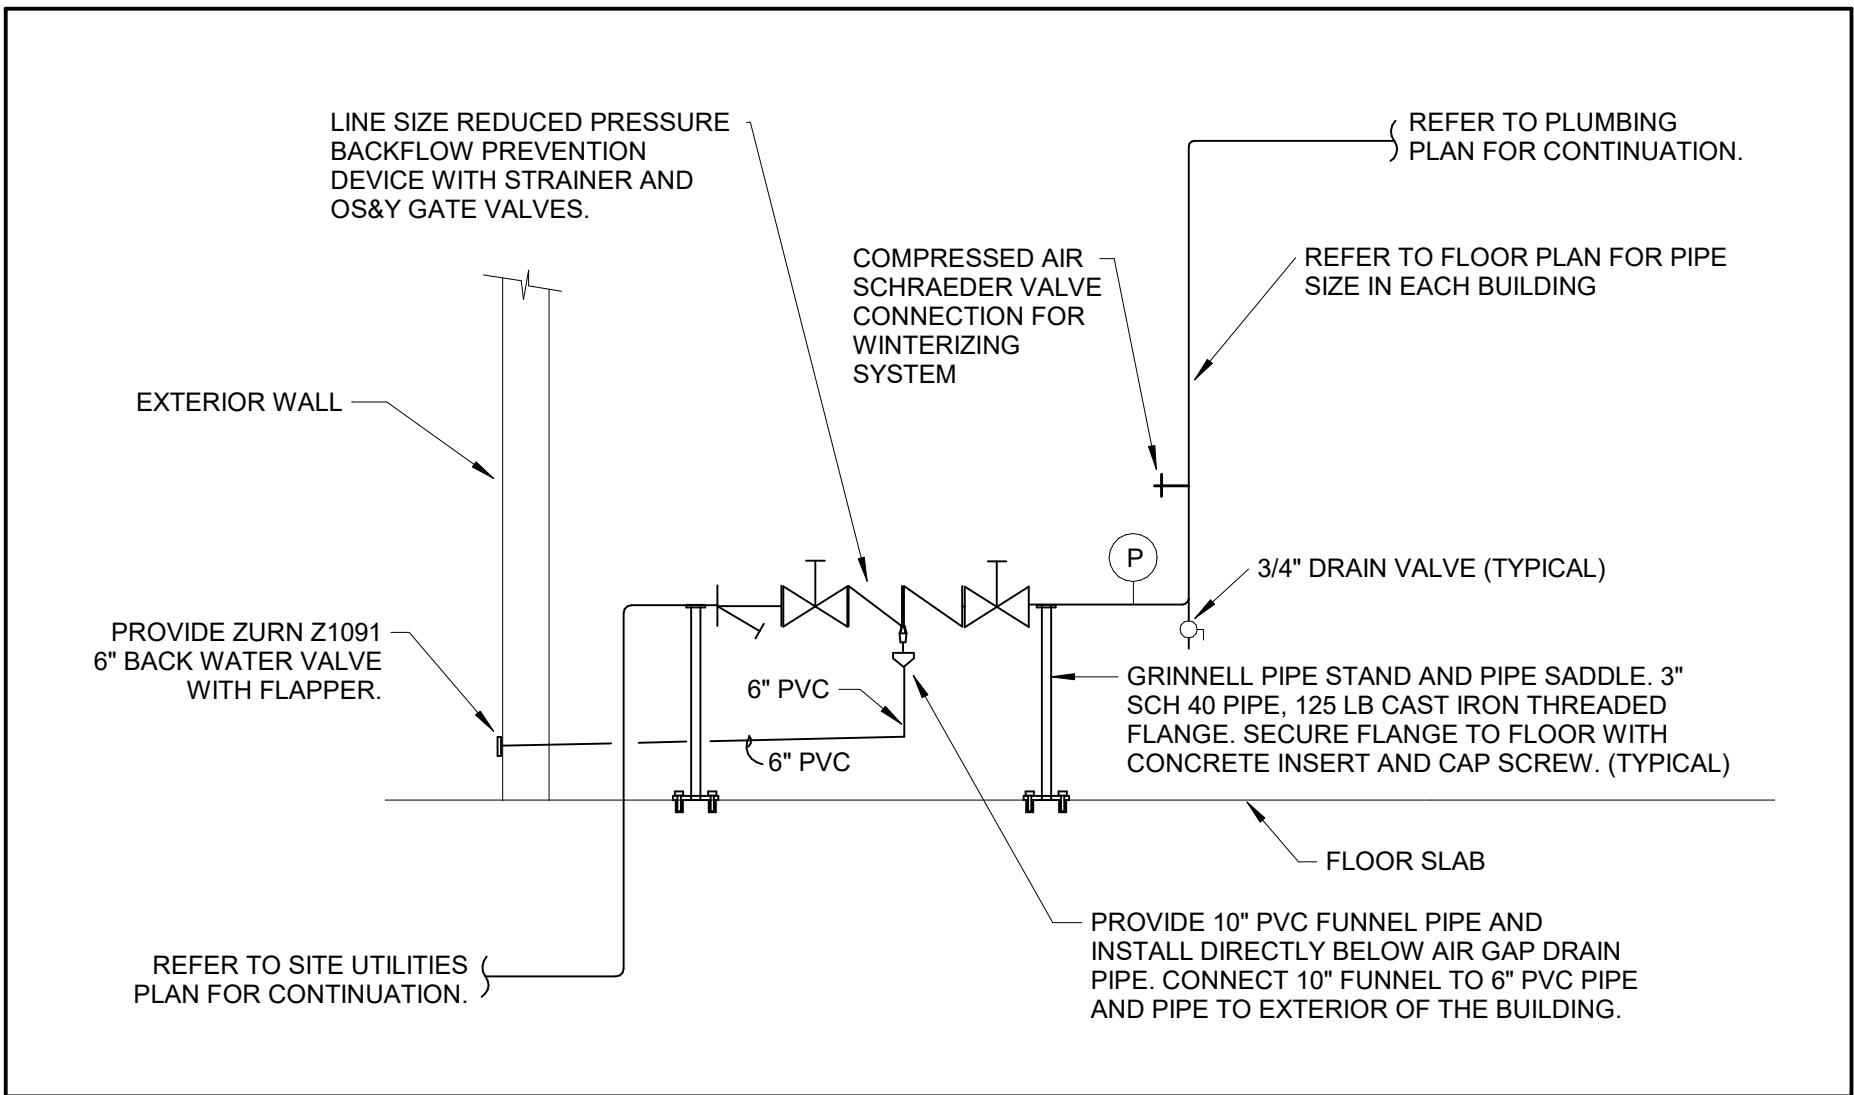 LINE SIZE REDUCED PRESSURE
BACKFLOW PREVENTION
DEVICE WITH STRAINER AND
OS&Y GATE VALVES.
REFER TO PLUMBING
PLAN FOR CONTINUATION.
COMPRESSED AIR
SCHRAEDER VALVE
CONNECTION FOR
WINTERIZING
SYSTEM
REFER TO FLOOR PLAN FOR PIPE
SIZE IN EACH BUILDING
EXTERIOR WALL
P
3/4" DRAIN VALVE (TYPICAL)
PROVIDE ZURN Z1091
6" BACK WATER VALVE
WITH FLAPPER.
6" PVC
6" PVC
GRINNELL PIPE STAND AND PIPE SADDLE. 3"
SCH 40 PIPE, 125 LB CAST IRON THREADED
FLANGE. SECURE FLANGE TO FLOOR WITH
CONCRETE INSERT AND CAP SCREW. (TYPICAL)
FLOOR SLAB
REFER TO SITE UTILITIES
PLAN FOR CONTINUATION.
PROVIDE 10" PVC FUNNEL PIPE AND
INSTALL DIRECTLY BELOW AIR GAP DRAIN
PIPE. CONNECT 10" FUNNEL TO 6" PVC PIPE
AND PIPE TO EXTERIOR OF THE BUILDING.